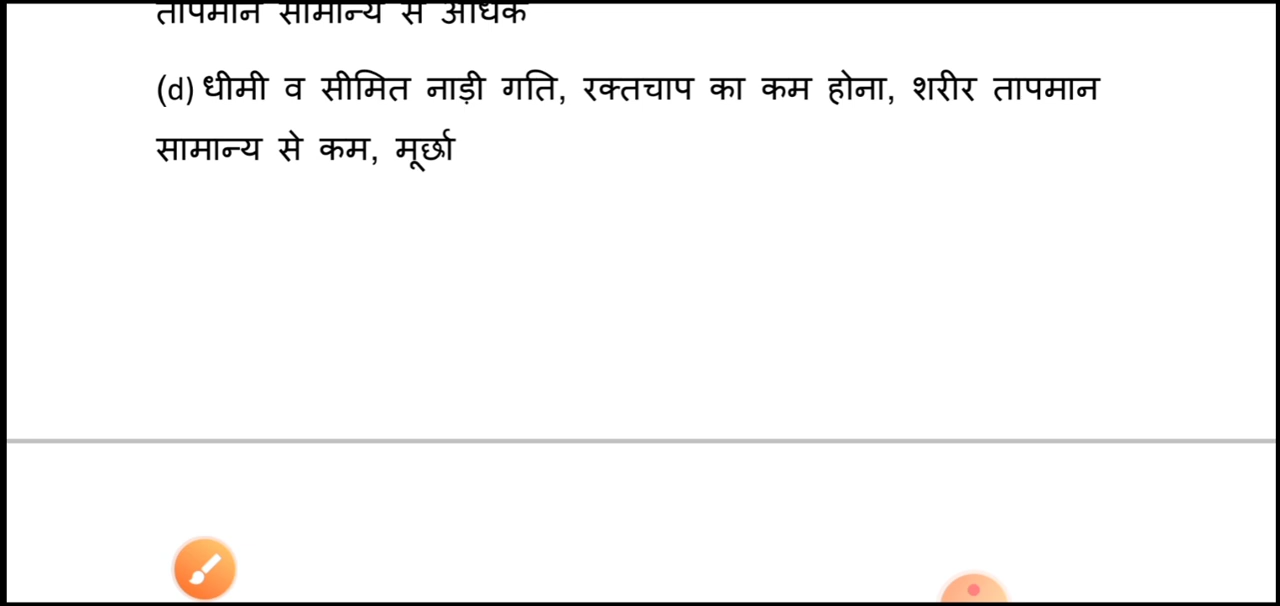 तापमान सामान्य से अधिक
(d) धीमी व सीमित नाड़ी गति, रक्तचाप का कम होना, शरीर तापमान
सामान्य से कम, मूर्छा